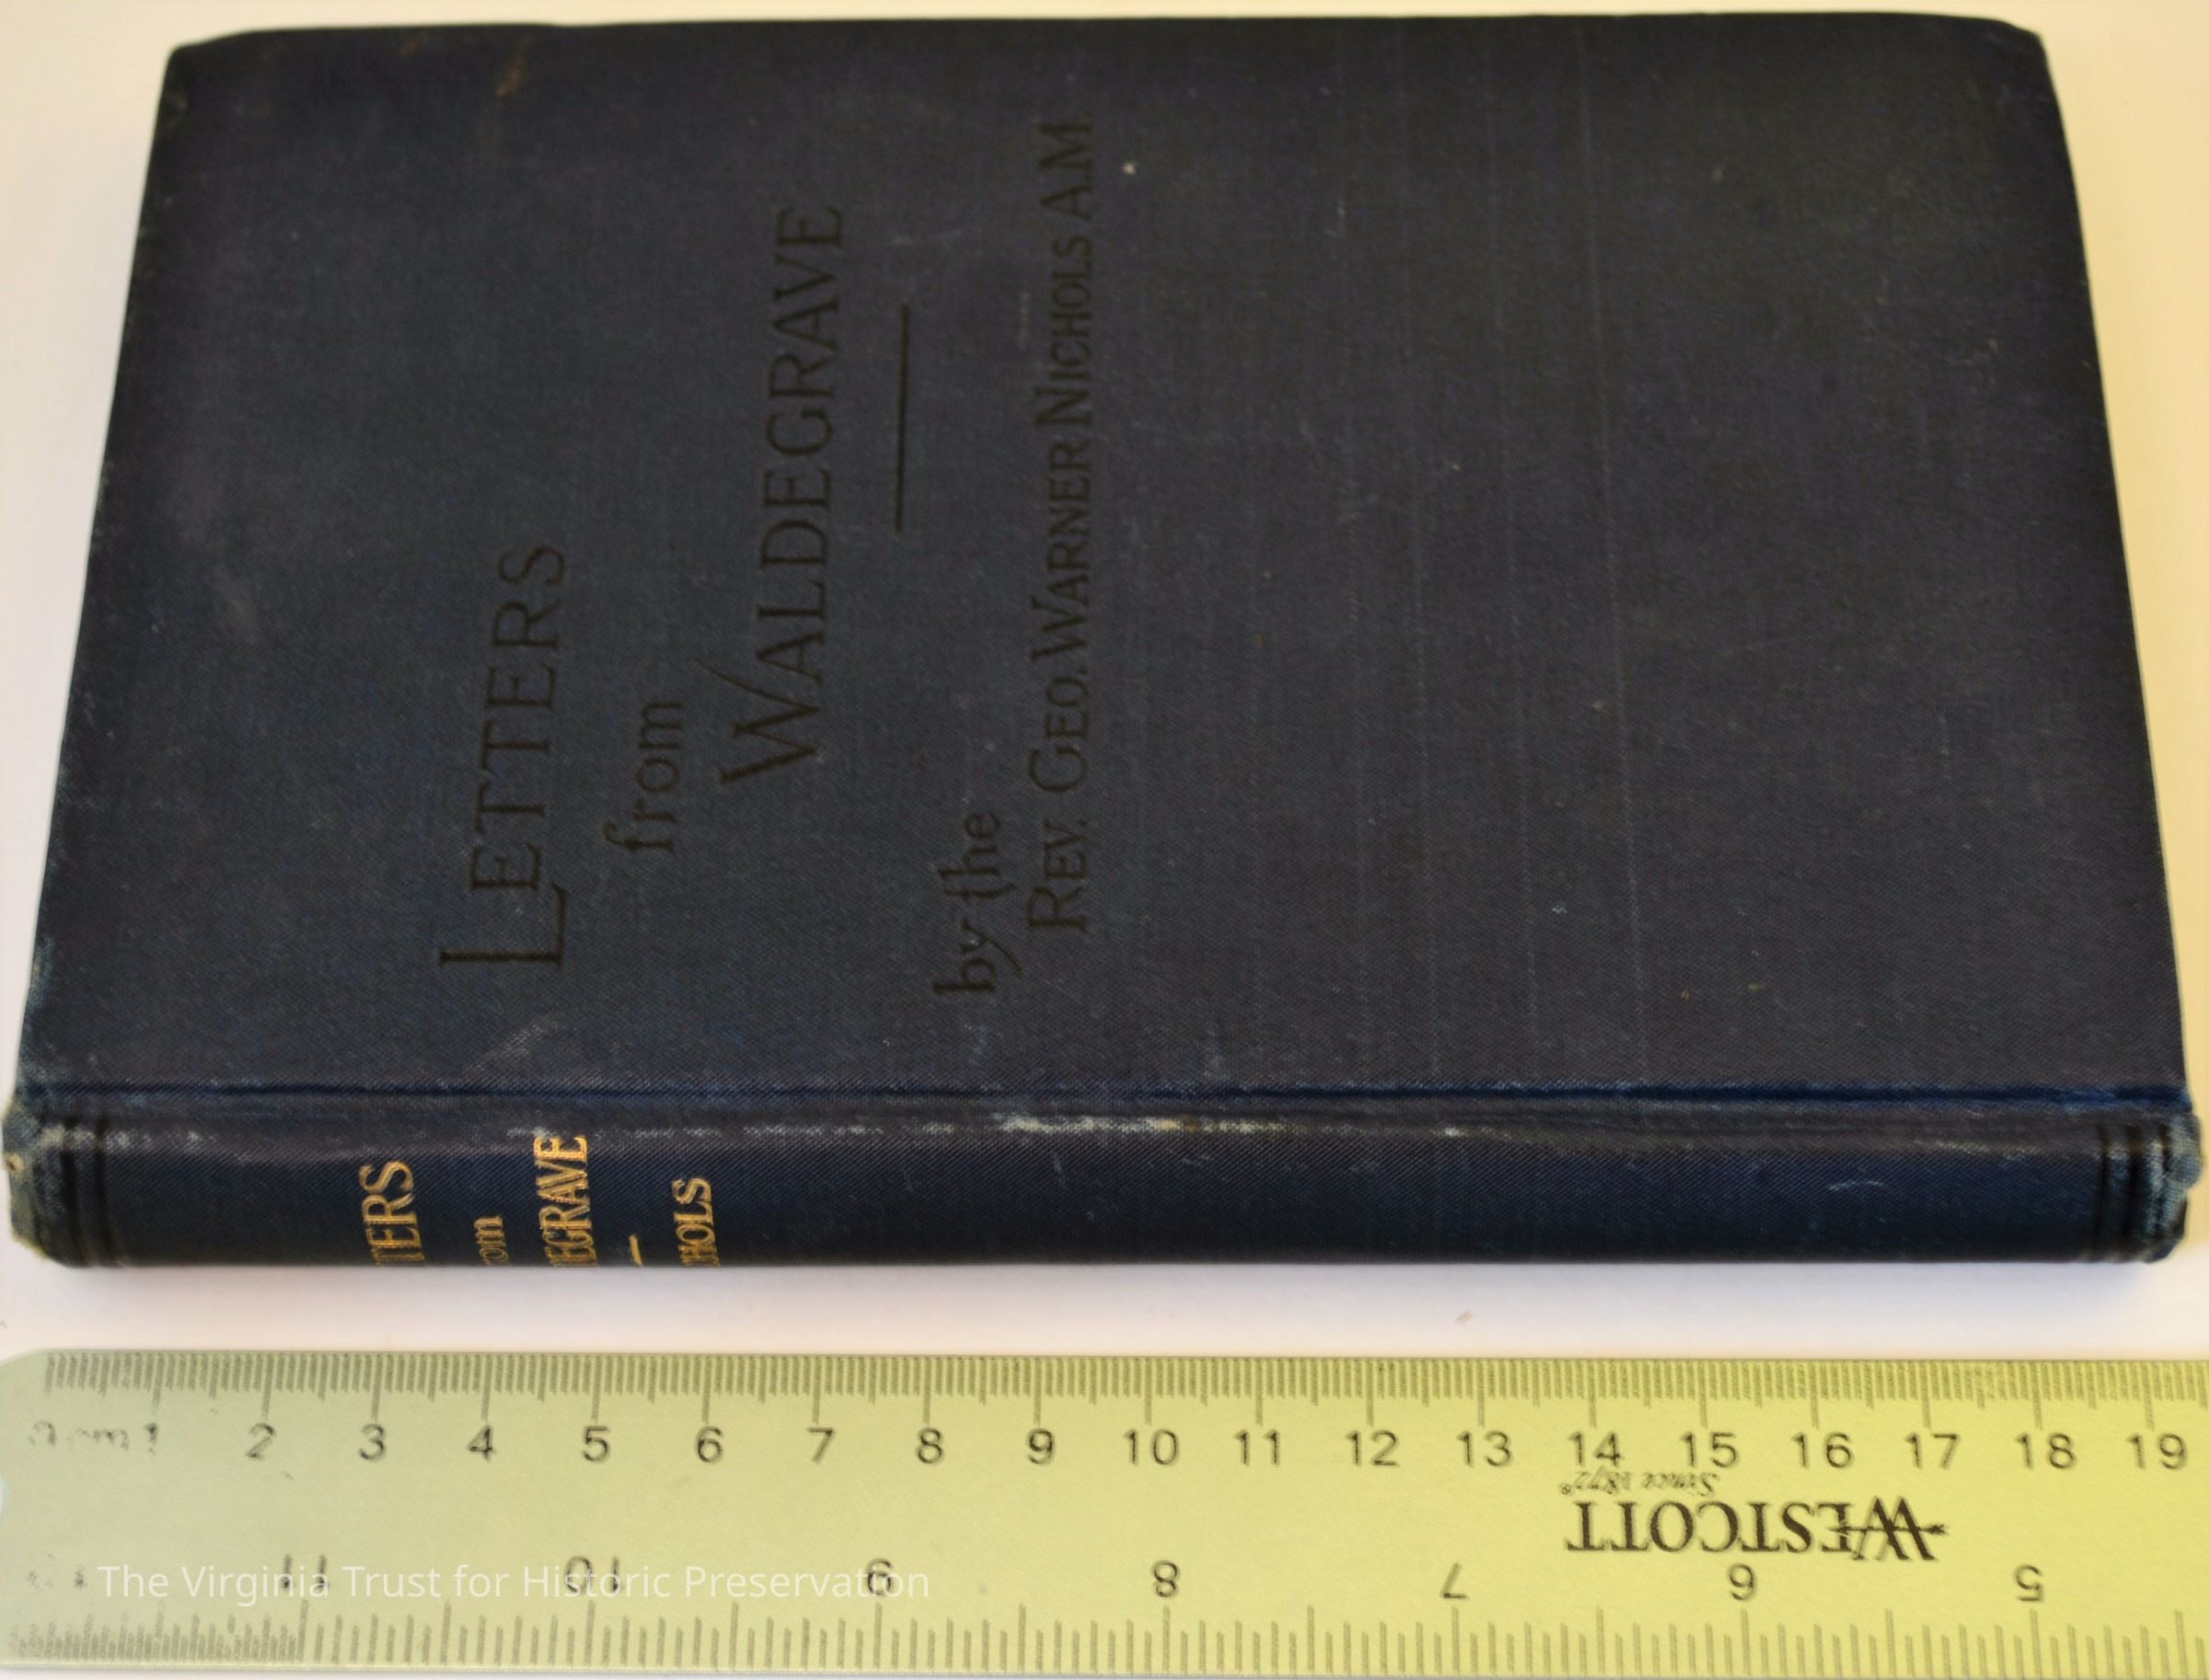 LETTERS
from
WALDEGRAVE
by the
REV. GEO. WARNER NICHOLS A.M
TERS
om
EGRAVE
HOLS
1 2 3 4 5 6 7 8 9 10 11 12 13 14 15 16 17 18 19
Since 1872®
WESTCOTT
11 10 9 8 7 6 5
The Virginia Trust for Historic Preservation